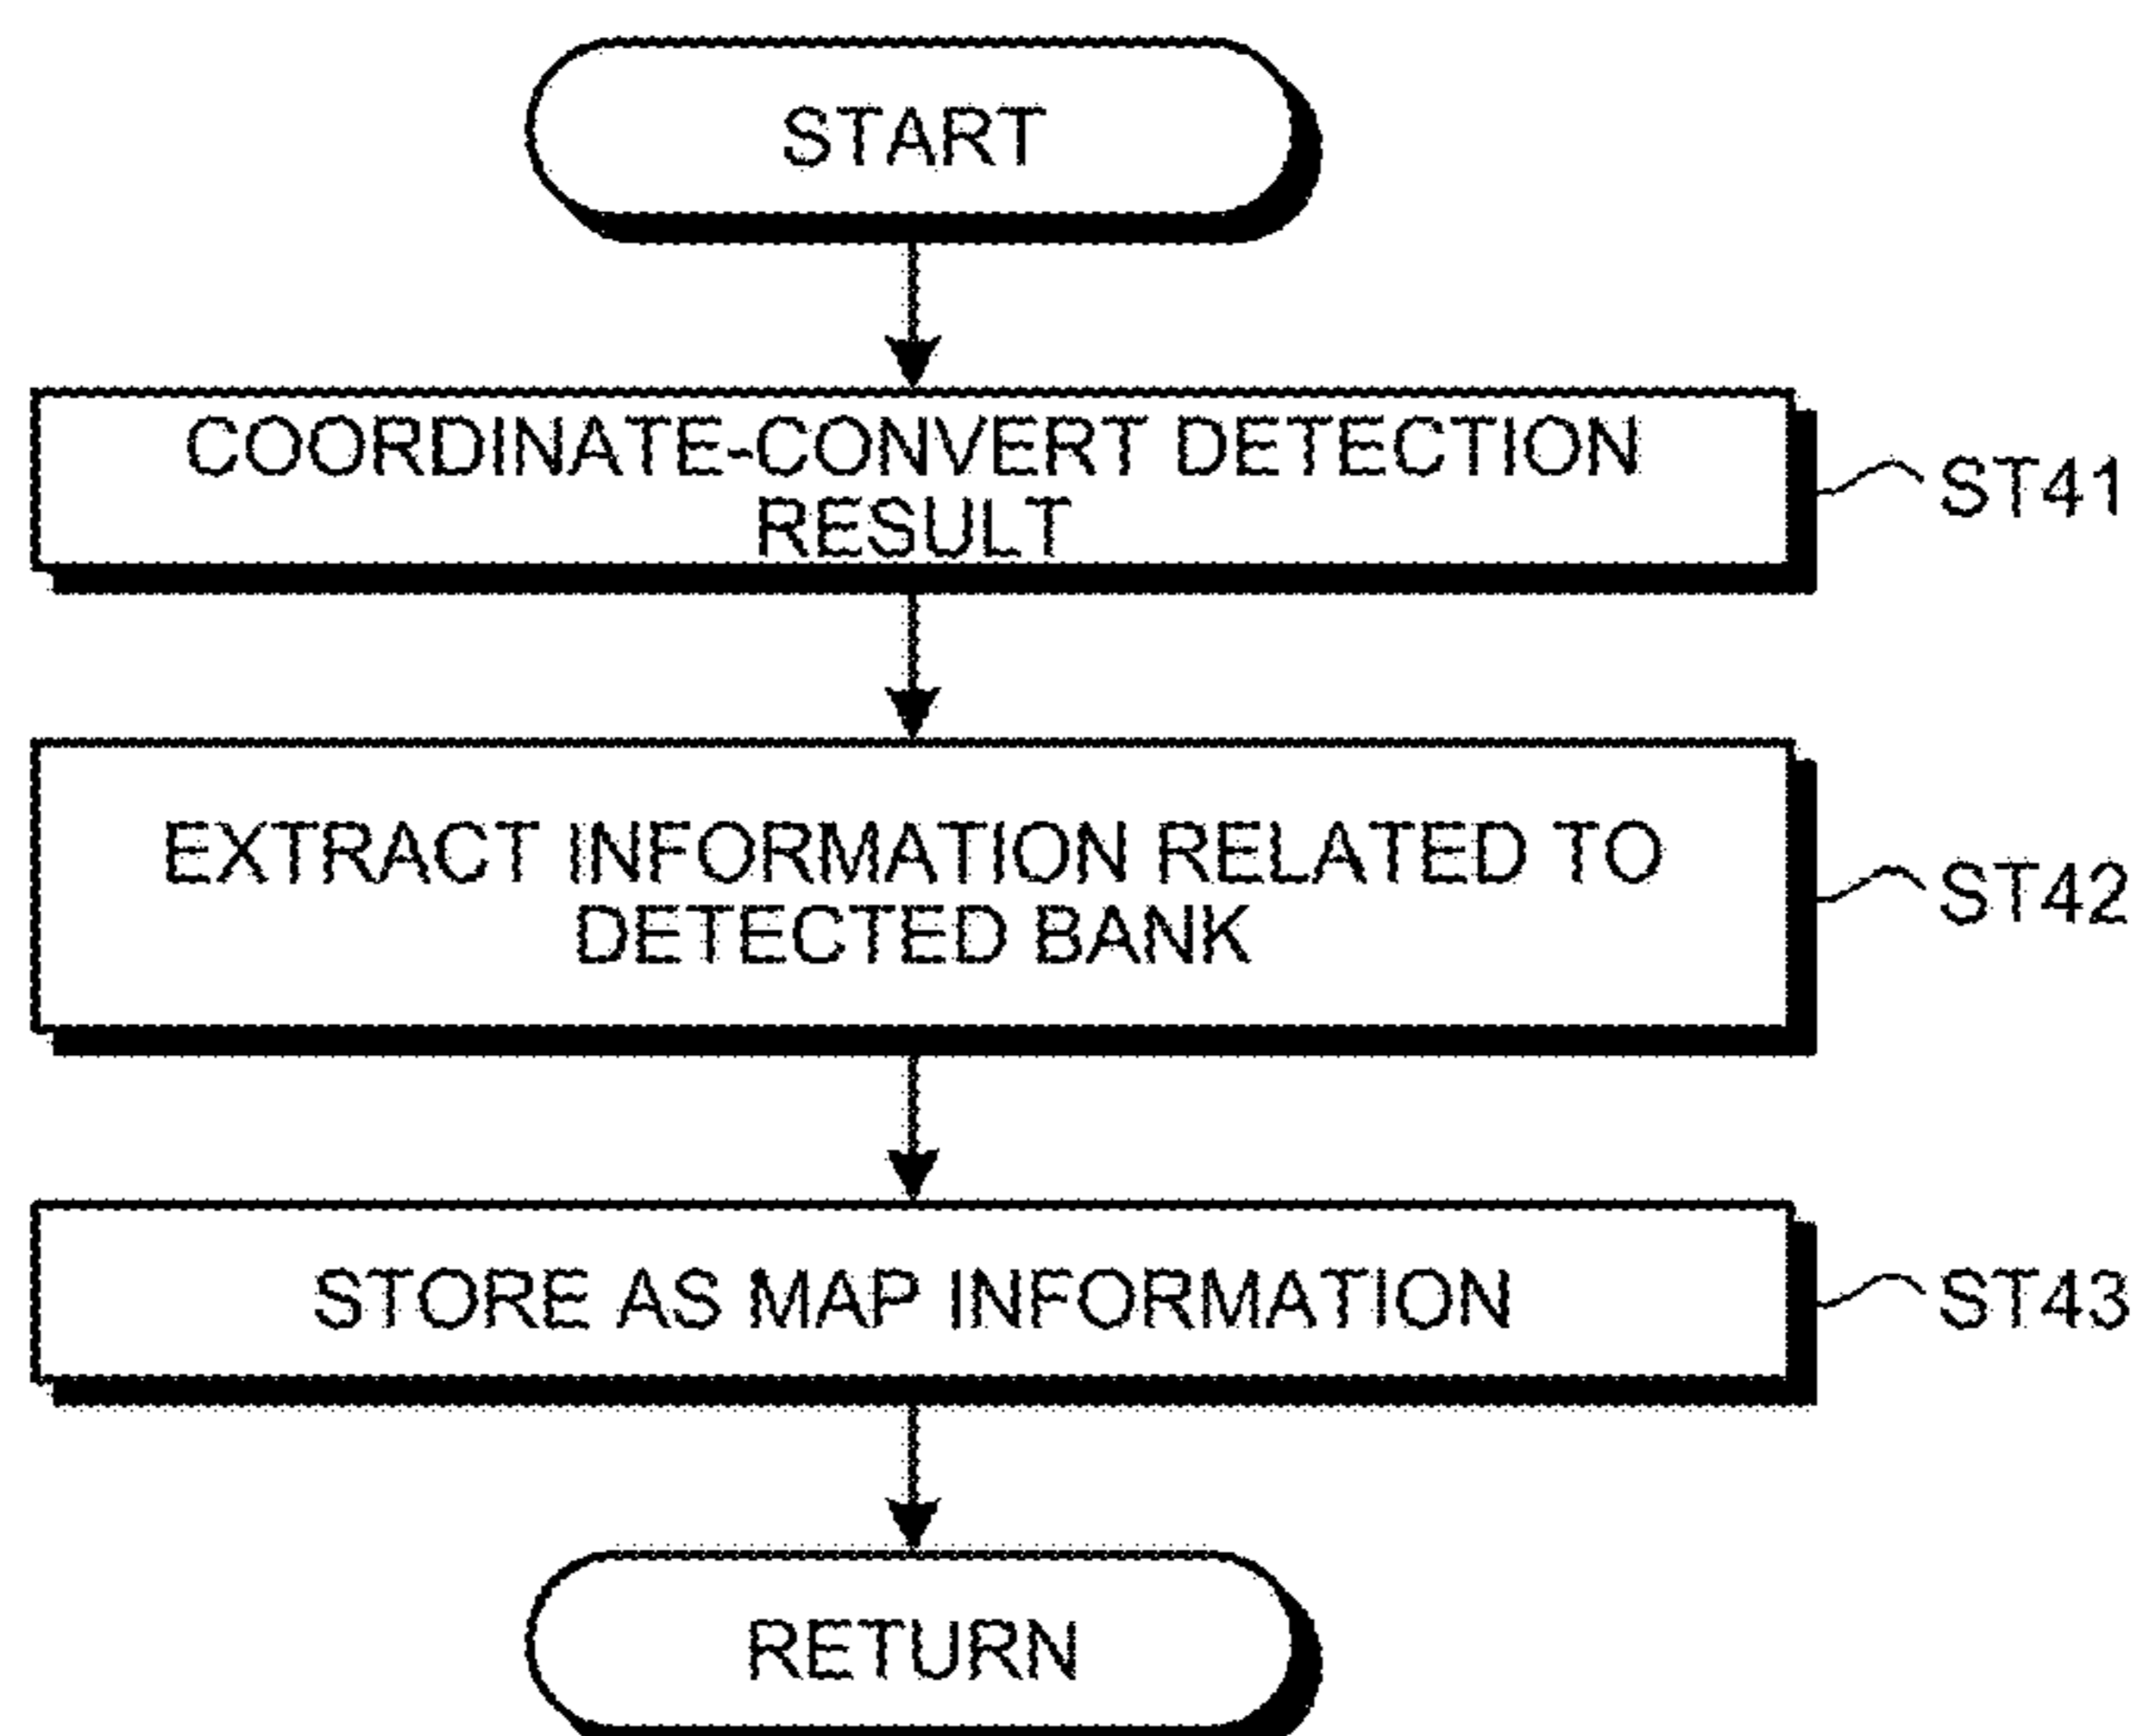 START
COORDINATE-CONVERT DETECTION
RESULT
ST41
EXTRACT INFORMATION RELATED TO
DETECTED BANK
ST42
STORE AS MAP INFORMATION
ST43
RETURN